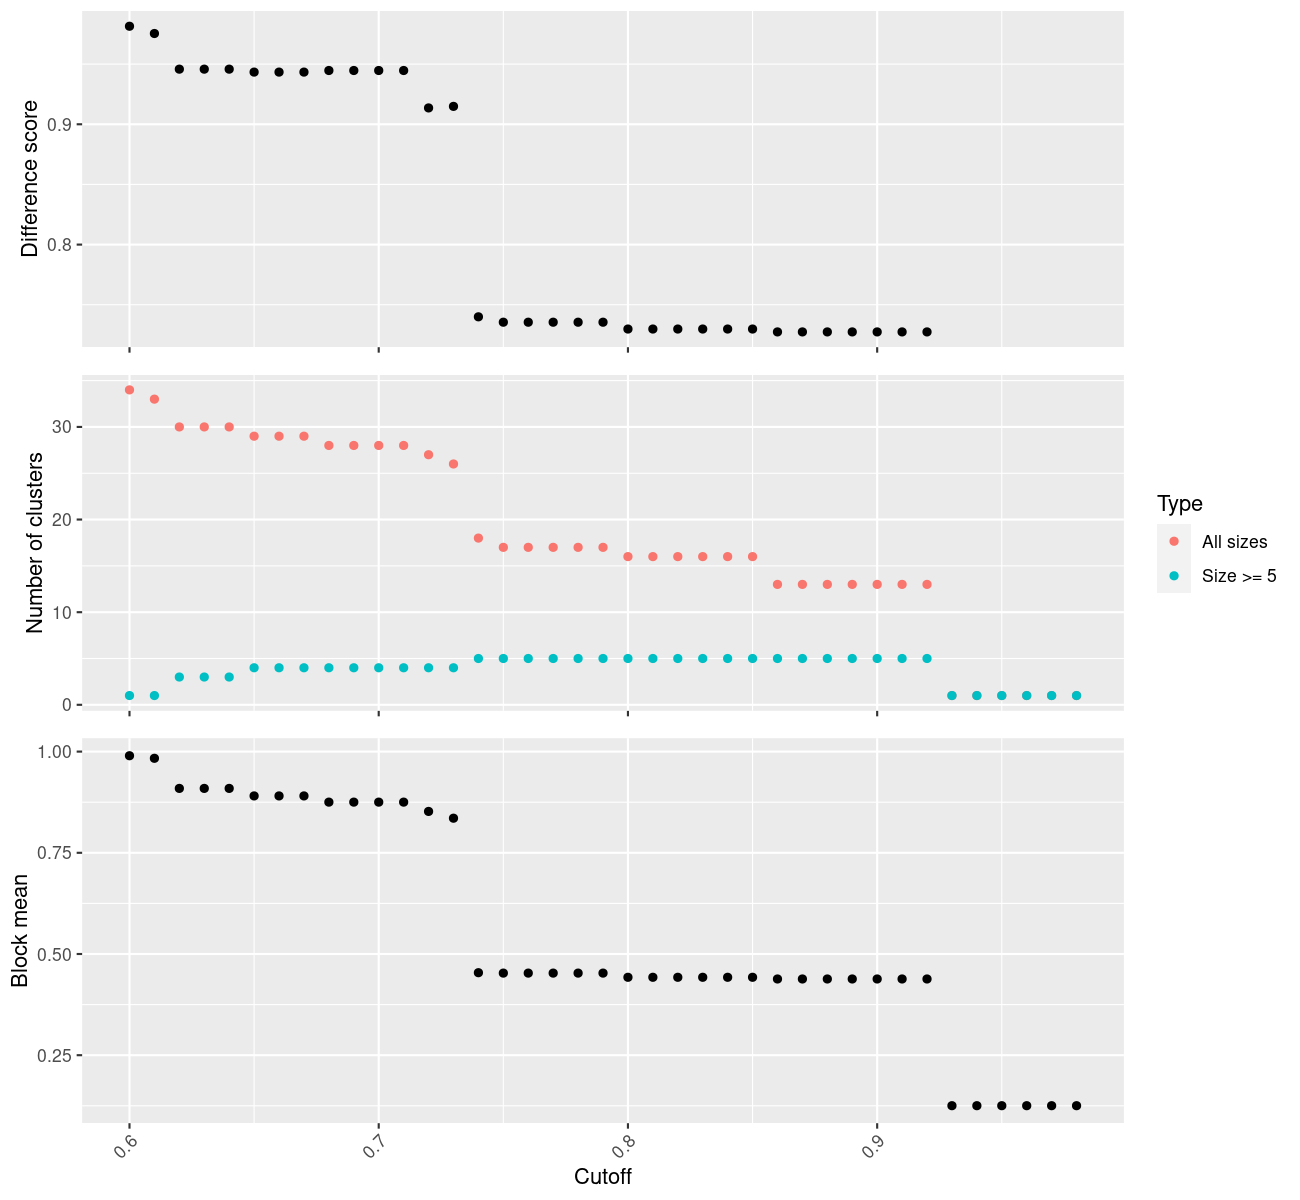 Difference score
0.9
0.8
Number of clusters
30
20
10
0
Type
All sizes
Size >= 5
Block mean
1.00
0.75
0.50
0.25
0.6
0.7
0.8
0.9
Cutoff